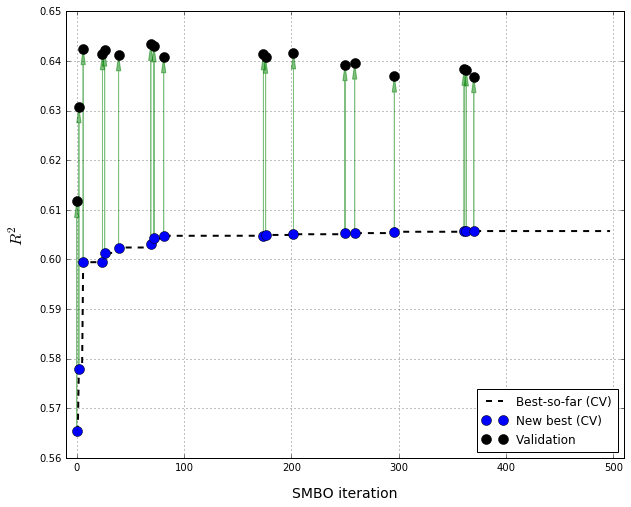 0.65
0.64
0.63
0.62
0.61
0.60
0.59
0.58
0.57
0.56
R²
0 100 200 300 400 500
SMBO iteration
Best-so-far (CV)
New best (CV)
Validation